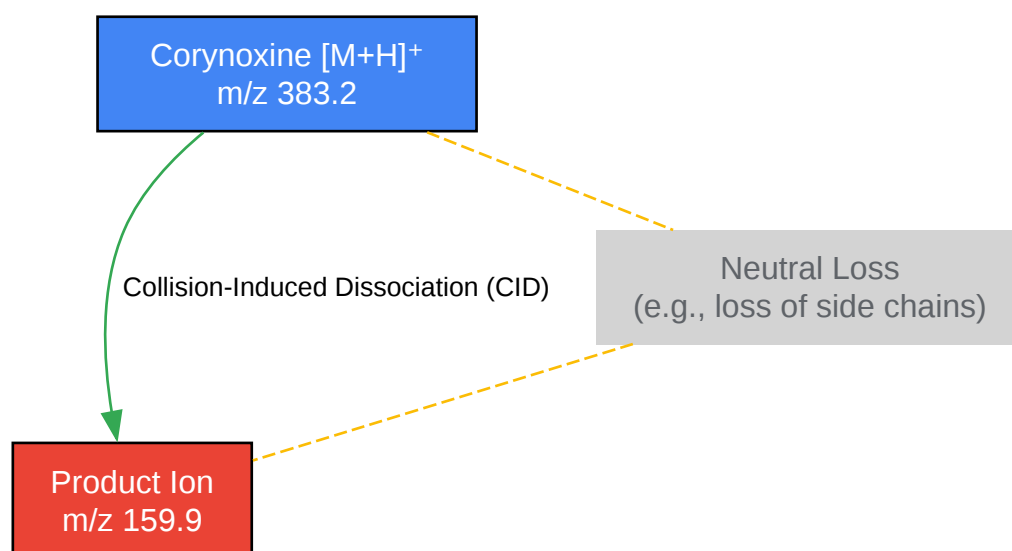 Corynoxine [M+H]⁺
m/z 383.2
Collision-Induced Dissociation (CID)
Neutral Loss
(e.g., loss of side chains)
Product Ion
m/z 159.9